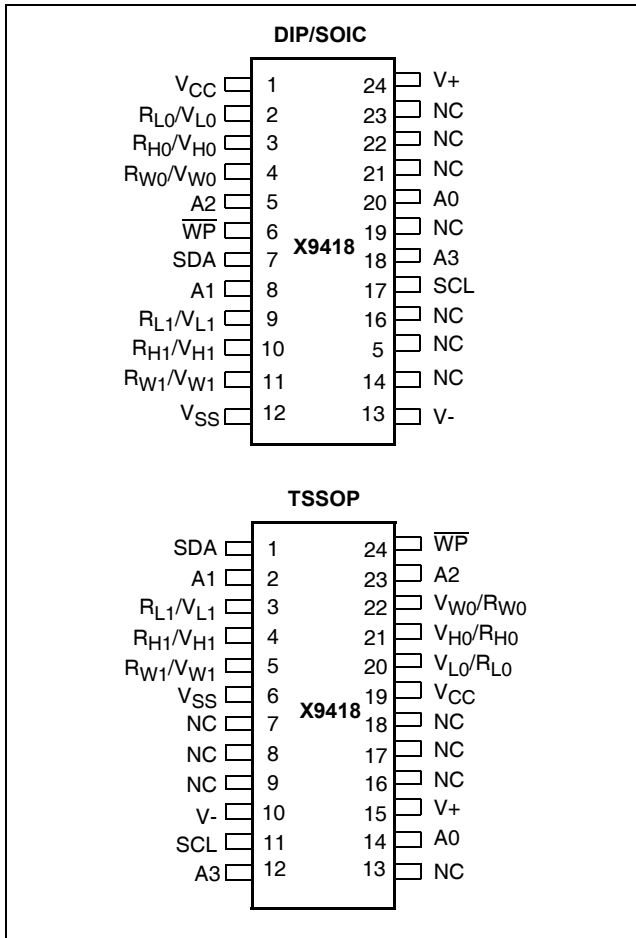 DIP/SOIC
VCC 1 24 V+
RL0/VL0 2 23 NC
RH0/VH0 3 22 NC
RW0/VW0 4 21 NC
A2 5 20 A0
W̅P̅ 6 19 NC
X9418
SDA 7 18 A3
A1 8 17 SCL
RL1/VL1 9 16 NC
RH1/VH1 10 5 NC
RW1/VW1 11 14 NC
VSS 12 13 V-
TSSOP
SDA 1 24 W̅P̅
A1 2 23 A2
RL1/VL1 3 22 VW0/RW0
RH1/VH1 4 21 VH0/RH0
RW1/VW1 5 20 VL0/RL0
VSS 6 19 VCC
X9418
NC 7 18 NC
NC 8 17 NC
NC 9 16 NC
V- 10 15 V+
SCL 11 14 A0
A3 12 13 NC